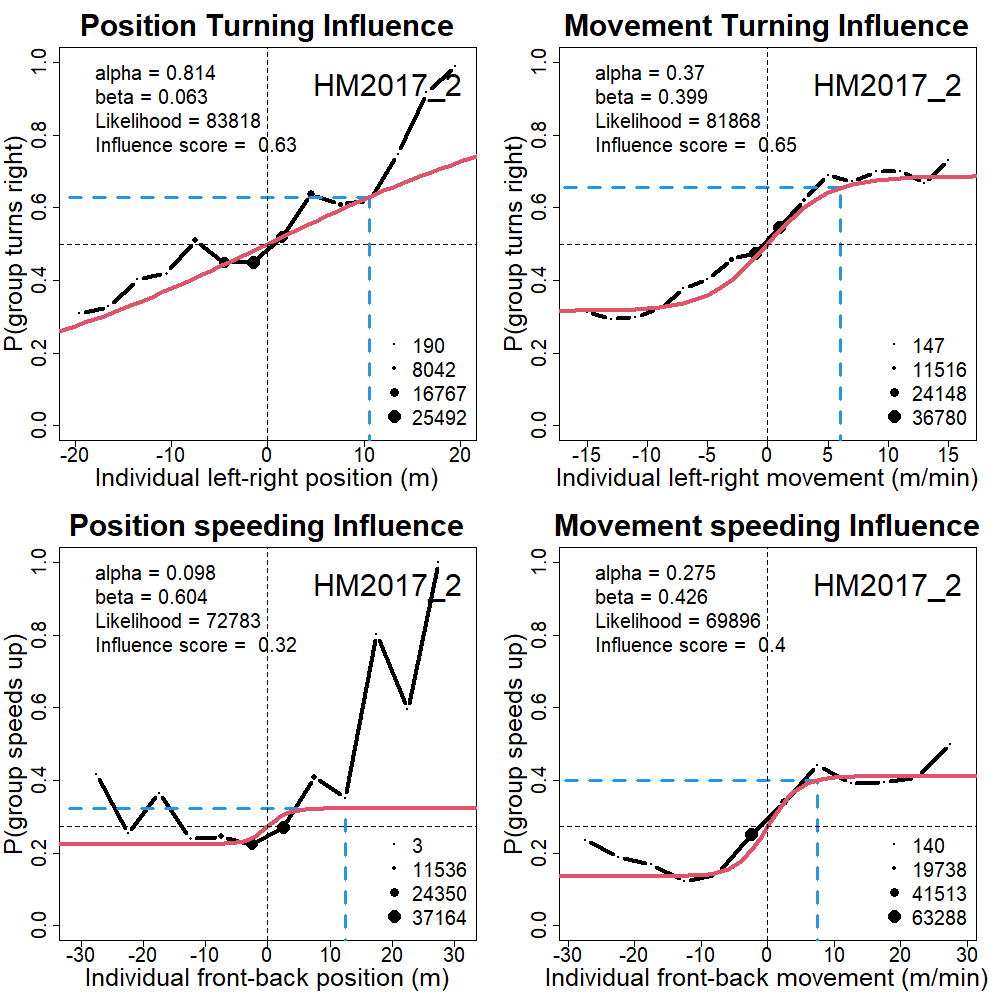 Position Turning Influence
alpha = 0.814
beta = 0.063
Likelihood = 83818
Influence score = 0.63
HM2017_2
P(group turns right)
0.0 0.2 0.4 0.6 0.8 1.0
190
8042
16767
25492
-20 -10 0 10 20
Individual left-right position (m)
Movement Turning Influence
alpha = 0.37
beta = 0.399
Likelihood = 81868
Influence score = 0.65
HM2017_2
P(group turns right)
0.0 0.2 0.4 0.6 0.8 1.0
147
11516
24148
36780
-15 -10 -5 0 5 10 15
Individual left-right movement (m/min)
Position speeding Influence
alpha = 0.098
beta = 0.604
Likelihood = 72783
Influence score = 0.32
HM2017_2
P(group speeds up)
0.0 0.2 0.4 0.6 0.8 1.0
3
11536
24350
37164
-30 -20 -10 0 10 20 30
Individual front-back position (m)
Movement speeding Influence
alpha = 0.275
beta = 0.426
Likelihood = 69896
Influence score = 0.4
HM2017_2
P(group speeds up)
0.0 0.2 0.4 0.6 0.8 1.0
140
19738
41513
63288
-30 -20 -10 0 10 20 30
Individual front-back movement (m/min)